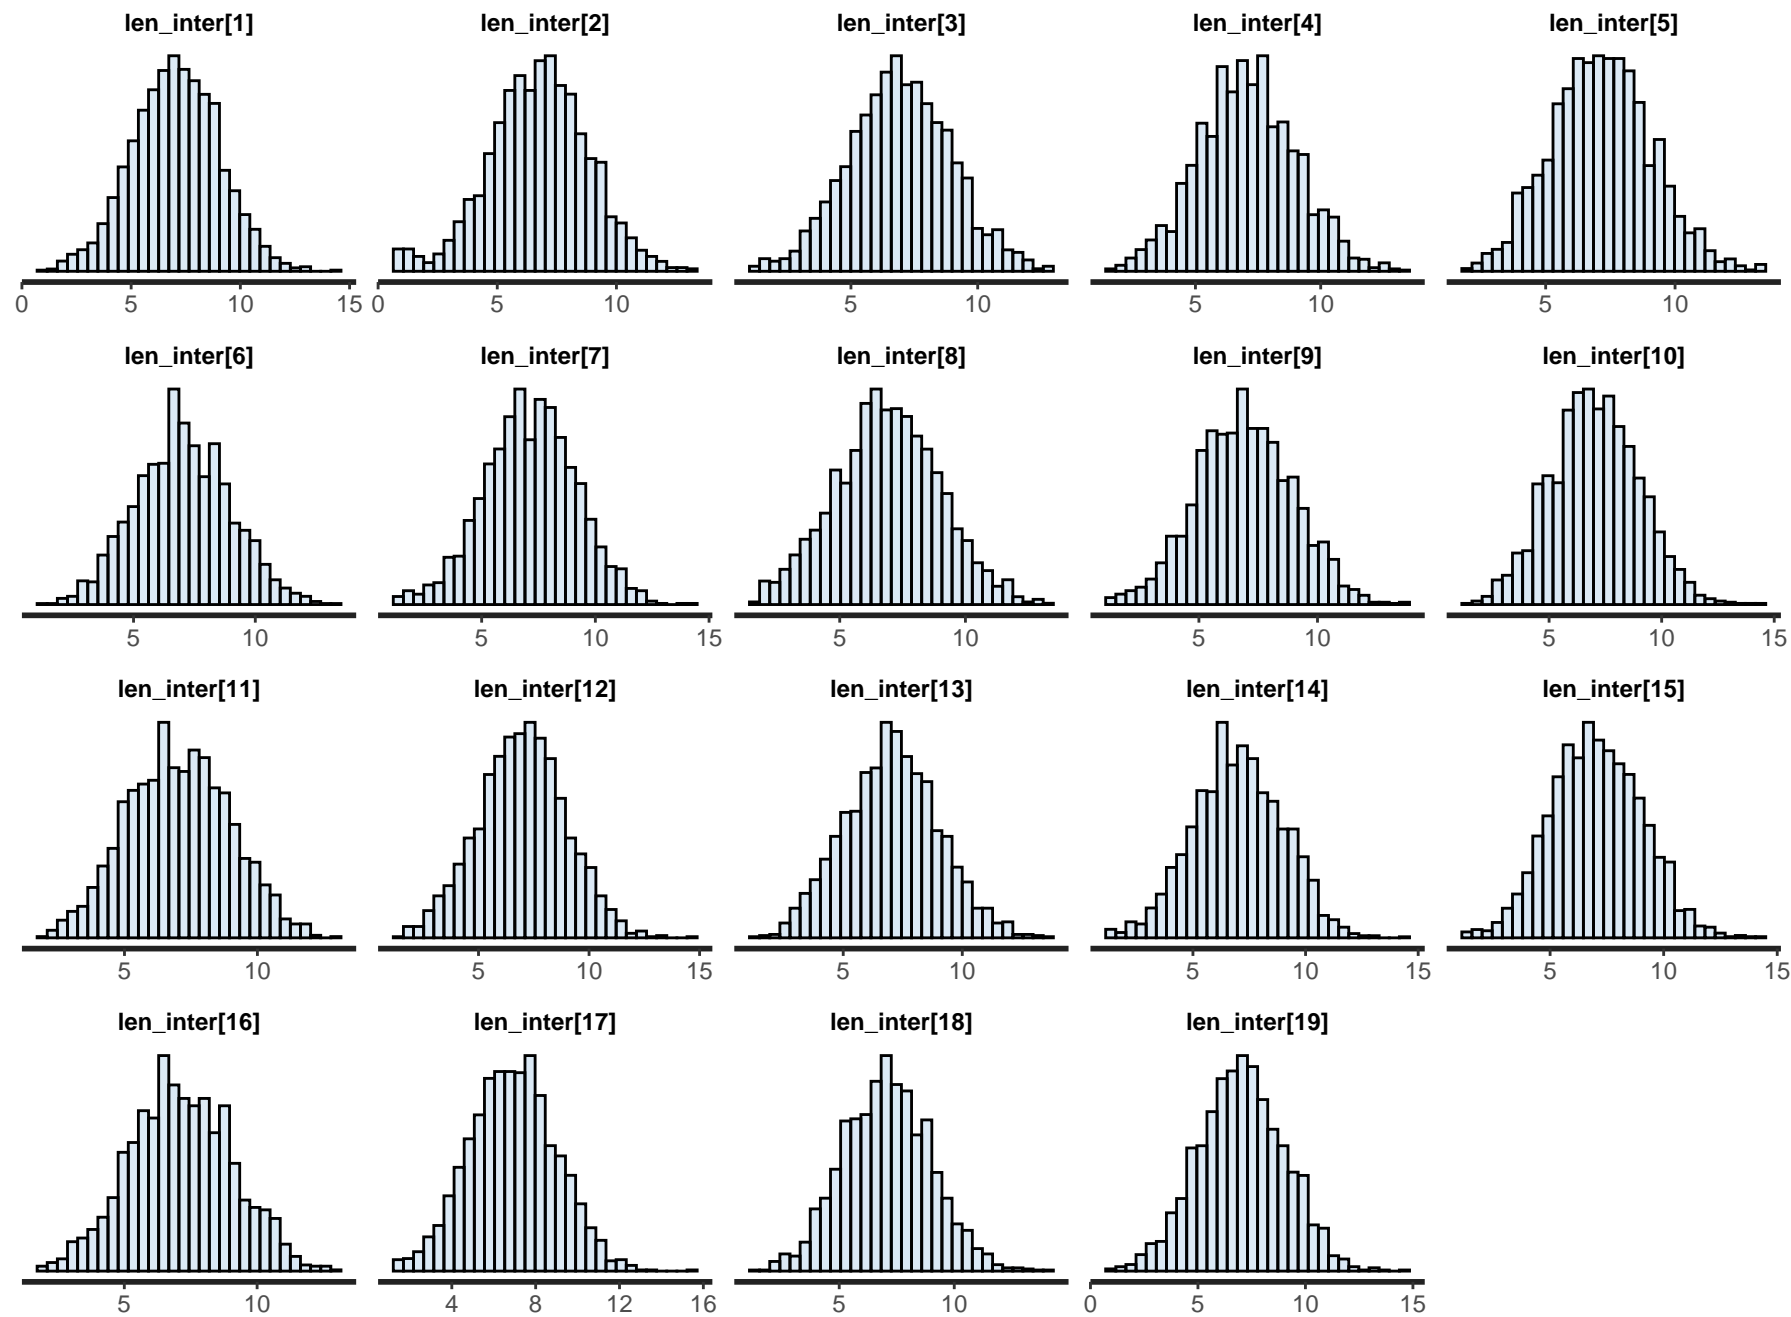 len_inter[1] len_inter[2] len_inter[3] len_inter[4] len_inter[5]
0 5 10 15 0 5 10 5 10 5 10 5 10
len_inter[6] len_inter[7] len_inter[8] len_inter[9] len_inter[10]
5 10 5 10 15 5 10 5 10 5 10 15
len_inter[11] len_inter[12] len_inter[13] len_inter[14] len_inter[15]
5 10 5 10 15 5 10 5 10 15 5 10 15
len_inter[16] len_inter[17] len_inter[18] len_inter[19]
5 10 4 8 12 16 5 10 0 5 10 15